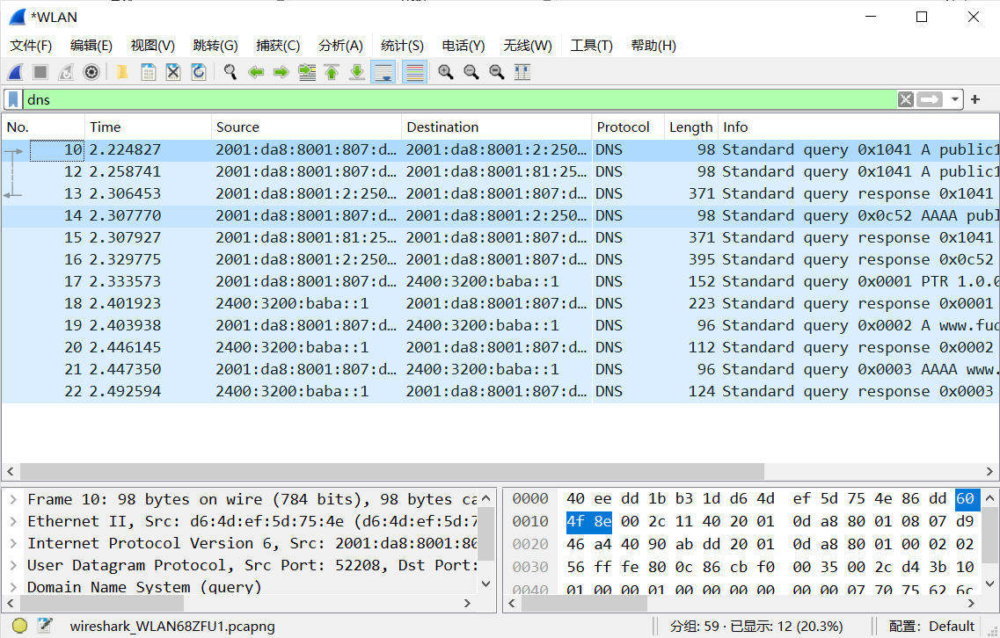 *WLAN
文件(F) 编辑(E) 视图(V) 跳转(G) 捕获(C) 分析(A) 统计(S) 电话(Y) 无线(W) 工具(T) 帮助(H)
dns
No. Time Source Destination Protocol Length Info
10 2.224827 2001:da8:8001:807:d… 2001:da8:8001:2:250… DNS 98 Standard query 0x1041 A public1
12 2.258741 2001:da8:8001:807:d… 2001:da8:8001:81:25… DNS 98 Standard query 0x1041 A public1
13 2.306453 2001:da8:8001:2:250… 2001:da8:8001:807:d… DNS 371 Standard query response 0x1041
14 2.307770 2001:da8:8001:807:d… 2001:da8:8001:2:250… DNS 98 Standard query 0x0c52 AAAA publ
15 2.307927 2001:da8:8001:81:25… 2001:da8:8001:807:d… DNS 371 Standard query response 0x1041
16 2.329775 2001:da8:8001:2:250… 2001:da8:8001:807:d… DNS 395 Standard query response 0x0c52
17 2.333573 2001:da8:8001:807:d… 2400:3200:baba::1 DNS 152 Standard query 0x0001 PTR 1.0.0
18 2.401923 2400:3200:baba::1 2001:da8:8001:807:d… DNS 223 Standard query response 0x0001
19 2.403938 2001:da8:8001:807:d… 2400:3200:baba::1 DNS 96 Standard query 0x0002 A www.fud
20 2.446145 2400:3200:baba::1 2001:da8:8001:807:d… DNS 112 Standard query response 0x0002
21 2.447350 2001:da8:8001:807:d… 2400:3200:baba::1 DNS 96 Standard query 0x0003 AAAA www.
22 2.492594 2400:3200:baba::1 2001:da8:8001:807:d… DNS 124 Standard query response 0x0003
Frame 10: 98 bytes on wire (784 bits), 98 bytes ca
Ethernet II, Src: d6:4d:ef:5d:75:4e (d6:4d:ef:5d:7
Internet Protocol Version 6, Src: 2001:da8:8001:80
User Datagram Protocol, Src Port: 52208, Dst Port:
Domain Name System (query)
0000 40 ee dd 1b b3 1d d6 4d ef 5d 75 4e 86 dd 60
0010 4f 8e 00 2c 11 40 20 01 0d a8 80 01 08 07 d9
0020 46 a4 40 90 ab dd 20 01 0d a8 80 01 00 02 02
0030 56 ff fe 80 0c 86 cb f0 00 35 00 2c d4 3b 10
0040 01 00 00 01 00 00 00 00 00 00 07 70 75 62 6c
wireshark_WLAN68ZFU1.pcapng 分组: 59 · 已显示: 12 (20.3%) 配置: Default